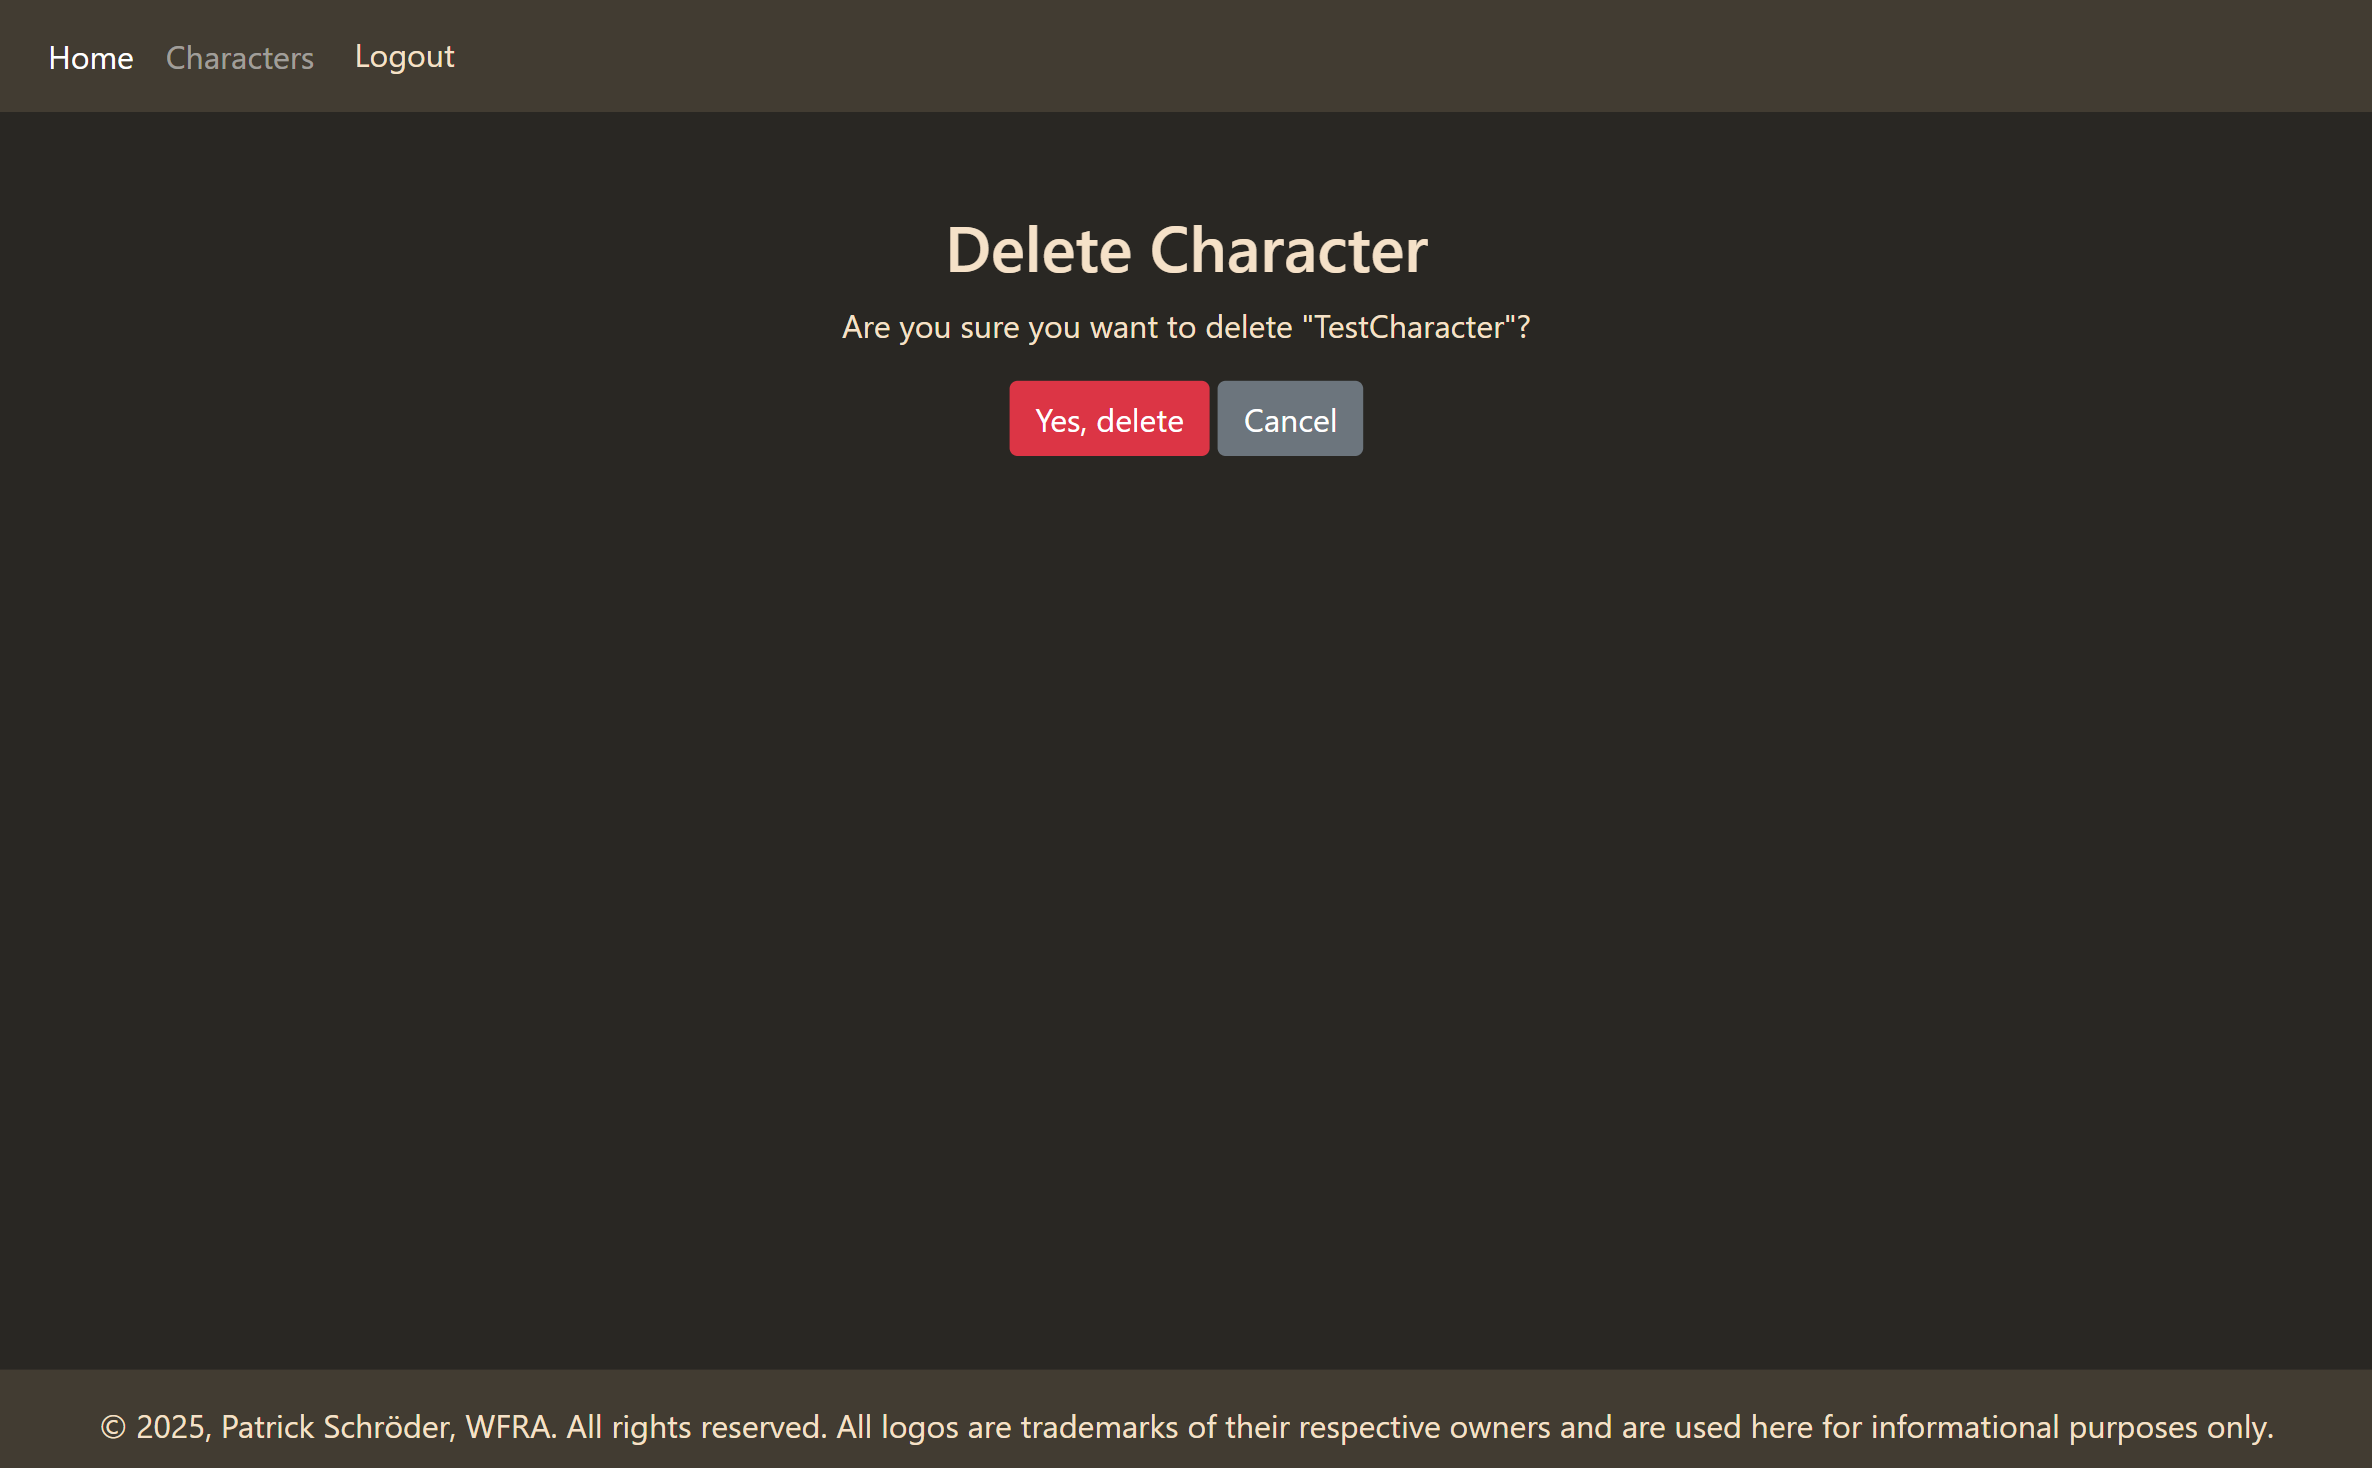 Home Characters Logout
Delete Character
Are you sure you want to delete "TestCharacter"?
Yes, delete Cancel
© 2025, Patrick Schröder, WFRA. All rights reserved. All logos are trademarks of their respective owners and are used here for informational purposes only.